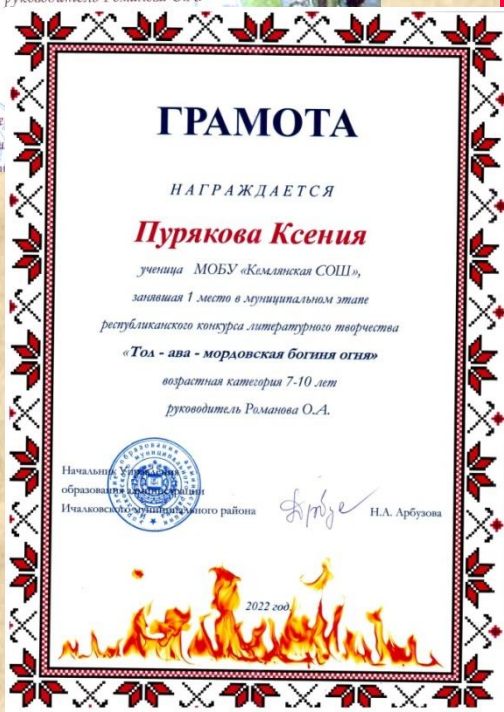 руководитель Романова О.А
ГРАМОТА
НАГРАЖДАЕТСЯ
Пурякова Ксения
ученица МОБУ «Кемлянская СОШ»,
занявшая 1 место в муниципальном этапе
республиканского конкурса литературного творчества
«Тол - ава - мордовская богиня огня»
возрастная категория 7-10 лет
руководитель Романова О.А.
Начальник Управления
образования администрации
Ичалковского муниципального района
Н.А. Арбузова
2022 год